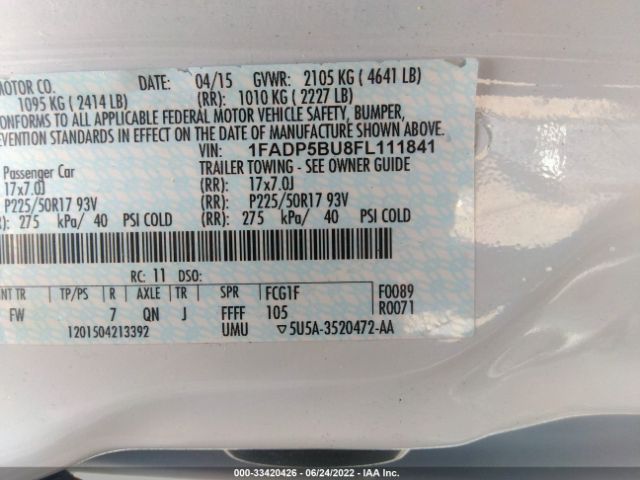 MOTOR CO. DATE: 04/15 GVWR: 2105 KG ( 4641 LB)
1095 KG ( 2414 LB) (RR): 1010 KG ( 2227 LB)
ONFORMS TO ALL APPLICABLE FEDERAL MOTOR VEHICLE SAFETY, BUMPER,
EVENTION STANDARDS IN EFFECT ON THE DATE OF MANUFACTURE SHOWN ABOVE.
VIN: 1FADP5BU8FL111841
Passenger Car TRAILER TOWING - SEE OWNER GUIDE
17x7.0J (RR): 17x7.0J
P225/50R17 93V (RR): P225/50R17 93V
): 275 kPa/ 40 PSI COLD (RR): 275 kPa/ 40 PSI COLD
RC: 11 DSO:
NT TR TP/PS R AXLE TR SPR FCG1F F0089
FW 7 QN J FFFF 105 R0071
1201504213392 UMU ▽5U5A-3520472-AA
000-33420426 - 06/24/2022 - IAA Inc.